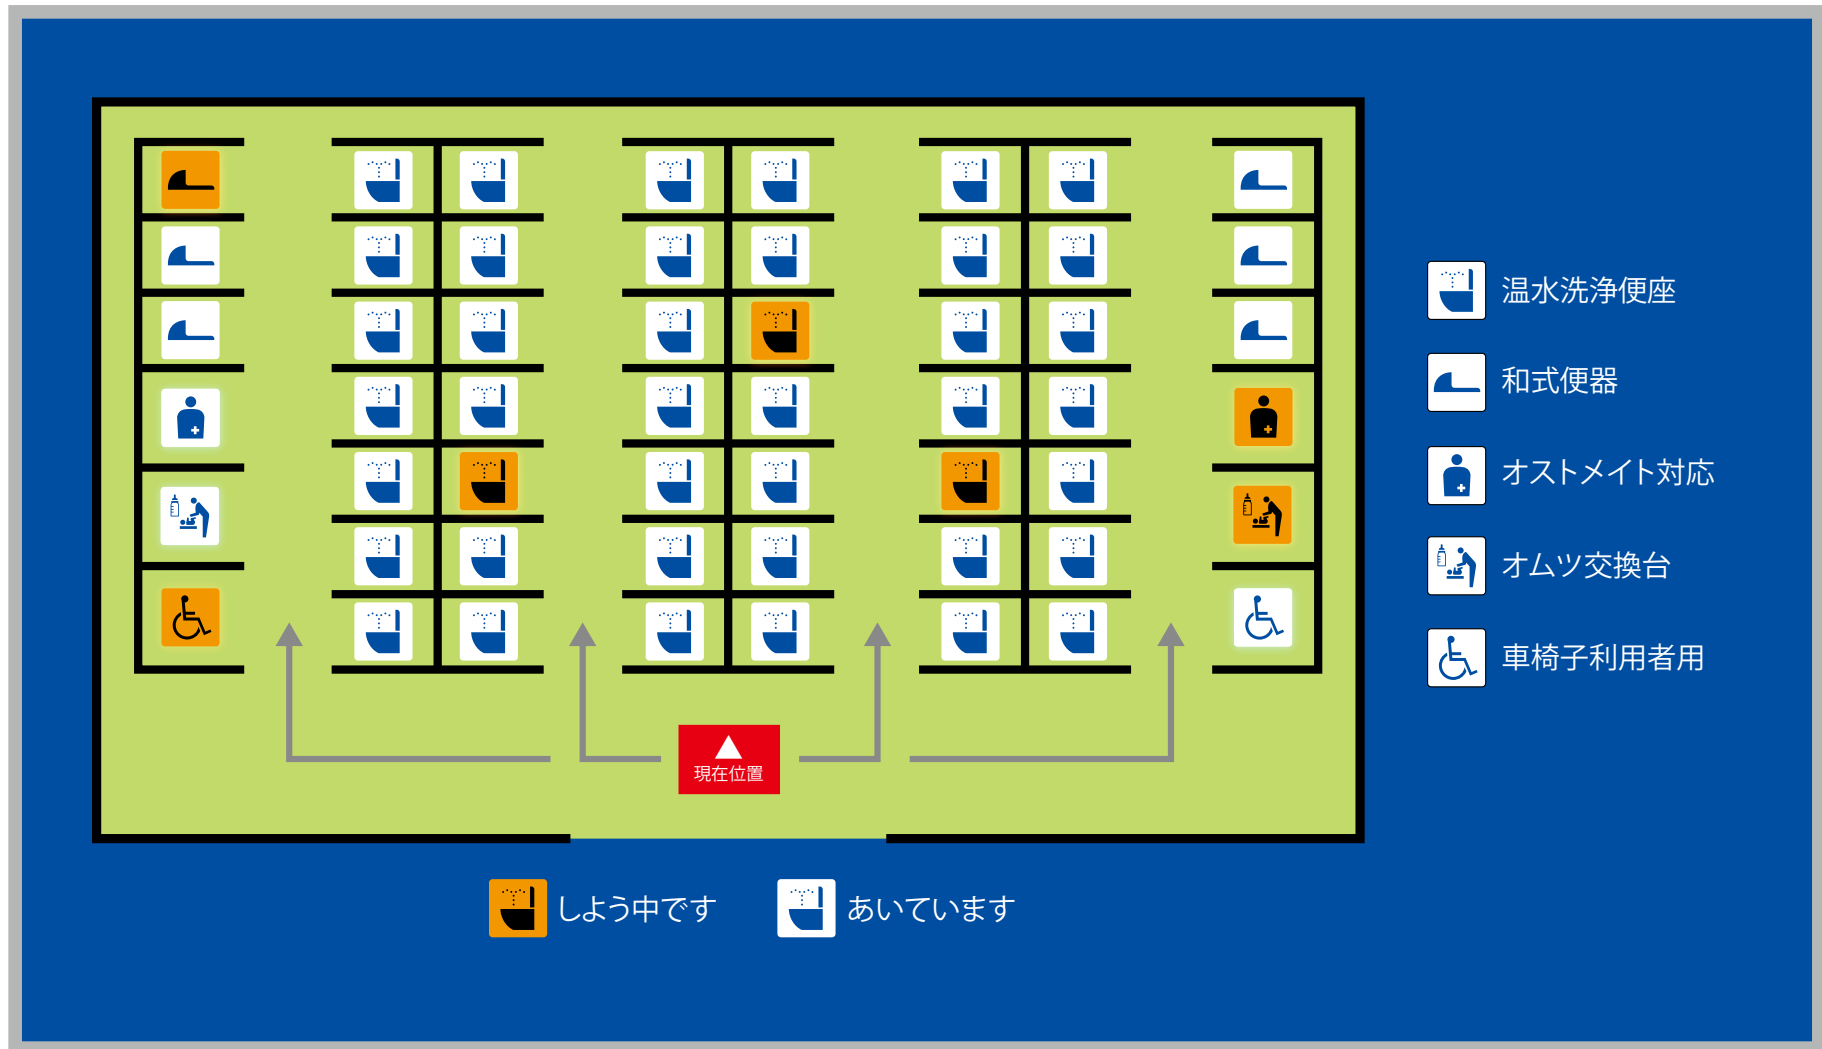 温水洗浄便座
和式便器
オストメイト対応
オムツ交換台
車椅子利用者用
現在位置
しよう中です
あいています